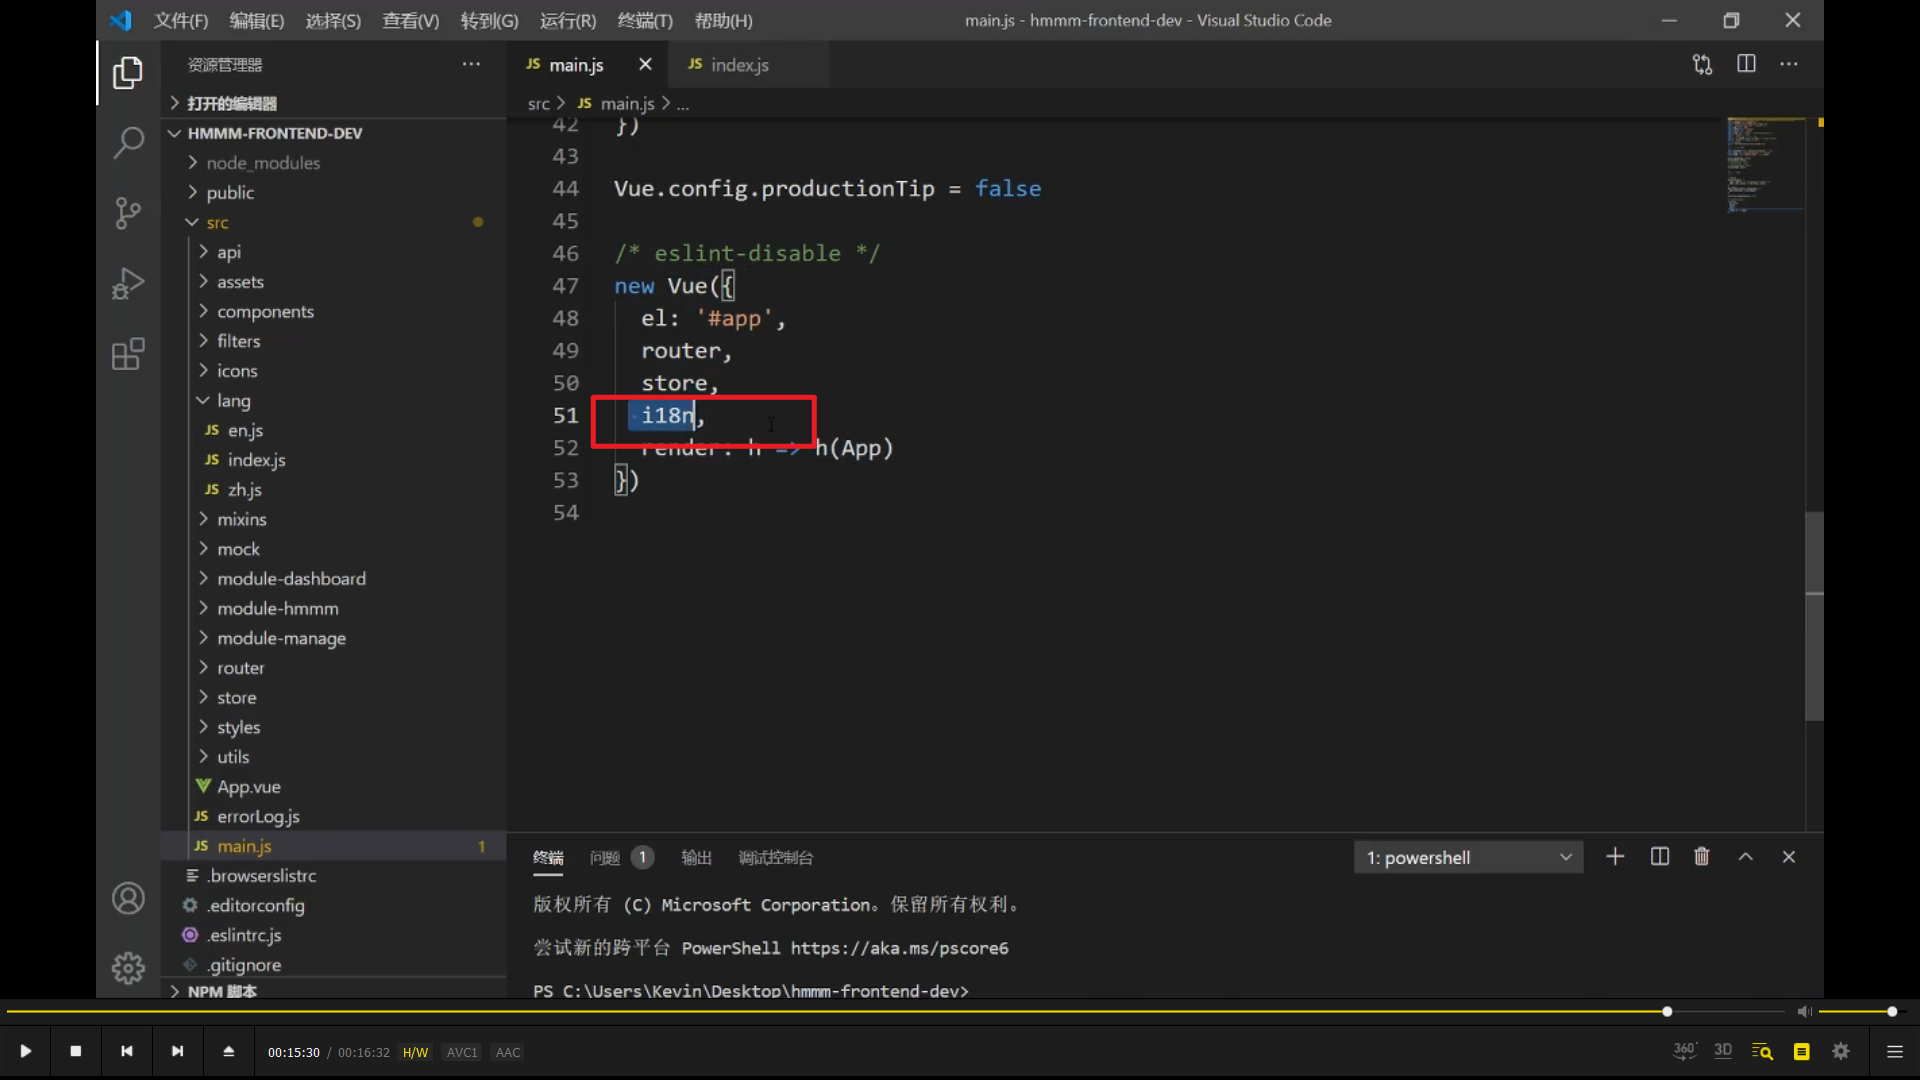 文件(F) 编辑(E) 选择(S) 查看(V) 转到(G) 运行(R) 终端(T) 帮助(H) main.js - hmmm-frontend-dev - Visual Studio Code
资源管理器
打开的编辑器
HMMM-FRONTEND-DEV
node_modules
public
src
api
assets
components
filters
icons
lang
JS en.js
JS index.js
JS zh.js
mixins
mock
module-dashboard
module-hmmm
module-manage
router
store
styles
utils
App.vue
JS errorLog.js
JS main.js 1
.browserslistrc
.editorconfig
.eslintrc.js
.gitignore
NPM 脚本
JS main.js JS index.js
src > JS main.js > ...
42 })
43
44 Vue.config.productionTip = false
45
46 /* eslint-disable */
47 new Vue({
48 el: '#app',
49 router,
50 store,
51 i18n,
52 render: h => h(App)
53 })
54
终端 问题 1 输出 调试控制台 1: powershell
版权所有 (C) Microsoft Corporation。保留所有权利。
尝试新的跨平台 PowerShell https://aka.ms/pscore6
PS C:\Users\Kevin\Desktop\hmmm-frontend-dev>
00:15:30 / 00:16:32 H/W AVC1 AAC 360° 3D